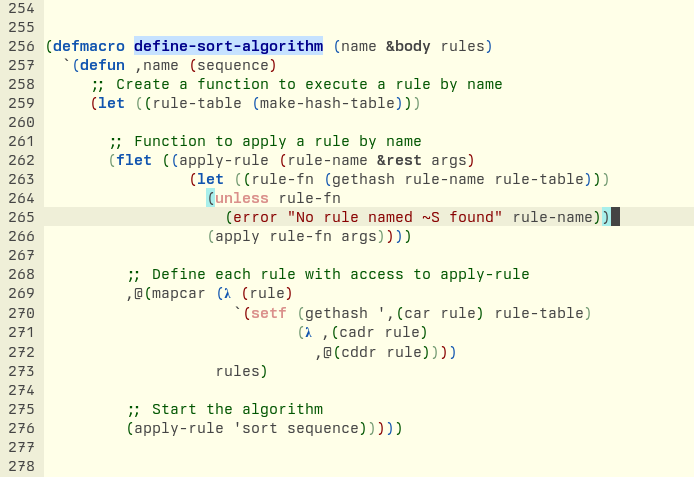 254
255
256 (defmacro define-sort-algorithm (name &body rules)
257   `(defun ,name (sequence)
258      ;; Create a function to execute a rule by name
259      (let ((rule-table (make-hash-table)))
260
261        ;; Function to apply a rule by name
262        (flet ((apply-rule (rule-name &rest args)
263                 (let ((rule-fn (gethash rule-name rule-table)))
264                   (unless rule-fn
265                     (error "No rule named ~S found" rule-name))
266                   (apply rule-fn args))))
267
268          ;; Define each rule with access to apply-rule
269          ,@(mapcar (λ (rule)
270                      `(setf (gethash ',(car rule) rule-table)
271                             (λ ,(cadr rule)
272                               ,@(cddr rule))))
273                    rules)
274
275          ;; Start the algorithm
276          (apply-rule 'sort sequence)))))
277
278